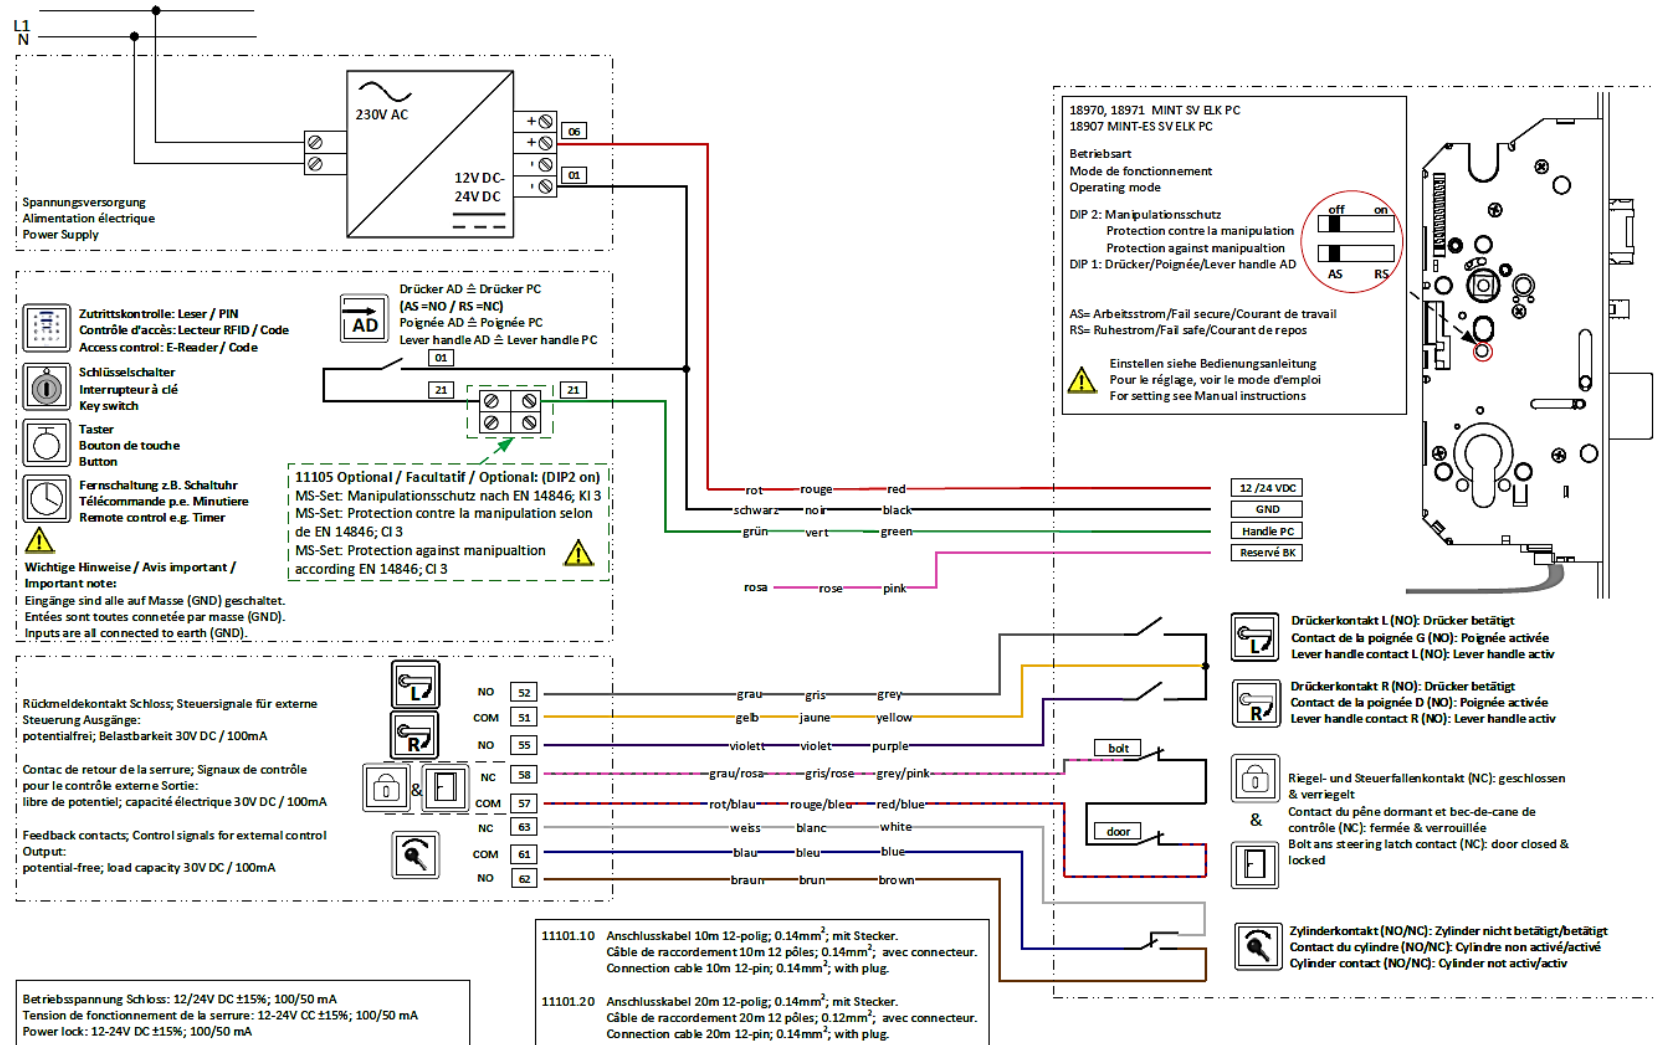 L1
N
230V AC
12V DC-
24V DC
+
+
06
01
Spannungsversorgung
Alimentation électrique
Power Supply
Zutrittskontrolle: Leser / PIN
Contrôle d'accès: Lecteur RFID / Code
Access control: E-Reader / Code
Schlüsselschalter
Interrupteur à clé
Key switch
Taster
Bouton de touche
Button
Fernschaltung z.B. Schaltuhr
Télécommande p.e. Minutiere
Remote control e.g. Timer
Wichtige Hinweise / Avis important /
Important note:
Eingänge sind alle auf Masse (GND) geschaltet.
Entées sont toutes connetée par masse (GND).
Inputs are all connected to earth (GND).
AD
Drücker AD ≙ Drücker PC
(AS =NO / RS =NC)
Poignée AD ≙ Poignée PC
Lever handle AD ≙ Lever handle PC
01
21
21
11105 Optional / Facultatif / Optional: (DIP2 on)
MS-Set: Manipulationsschutz nach EN 14846; Kl 3
MS-Set: Protection contre la manipulation selon
de EN 14846; Cl 3
MS-Set: Protection against manipualtion
according EN 14846; Cl 3
18970, 18971 MINT SV ELK PC
18907 MINT-ES SV ELK PC
Betriebsart
Mode de fonctionnement
Operating mode
DIP 2: Manipulationsschutz
Protection contre la manipulation
Protection against manipualtion
DIP 1: Drücker/Poignée/Lever handle AD
off on
AS RS
AS= Arbeitsstrom/Fail secure/Courant de travail
RS= Ruhestrom/Fail safe/Courant de repos
Einstellen siehe Bedienungsanleitung
Pour le réglage, voir le mode d'emploi
For setting see Manual instructions
rot rouge red 12 /24 VDC
schwarz noir black GND
grün vert green Handle PC
Reservé BK
rosa rose pink
Rückmeldekontakt Schloss; Steuersignale für externe
Steuerung Ausgänge:
potentialfrei; Belastbarkeit 30V DC / 100mA
Contac de retour de la serrure; Signaux de contrôle
pour le contrôle externe Sortie:
libre de potentiel; capacité électrique 30V DC / 100mA
Feedback contacts; Control signals for external control
Output:
potential-free; load capacity 30V DC / 100mA
L
R
&
NO 52 grau gris grey
COM 51 gelb jaune yellow
NO 55 violett violet purple
NC 58 grau/rosa gris/rose grey/pink
COM 57 rot/blau rouge/bleu red/blue
NC 63 weiss blanc white
COM 61 blau bleu blue
NO 62 braun brun brown
bolt
door
L
Drückerkontakt L (NO): Drücker betätigt
Contact de la poignée G (NO): Poignée activée
Lever handle contact L (NO): Lever handle activ
R
Drückerkontakt R (NO): Drücker betätigt
Contact de la poignée D (NO): Poignée activée
Lever handle contact R (NO): Lever handle activ
&
Riegel- und Steuerfallenkontakt (NC): geschlossen
& verriegelt
Contact du pêne dormant et bec-de-cane de
contrôle (NC): fermée & verrouillée
Bolt ans steering latch contact (NC): door closed &
locked
Zylinderkontakt (NO/NC): Zylinder nicht betätigt/betätigt
Contact du cylindre (NO/NC): Cylindre non activé/activé
Cylinder contact (NO/NC): Cylinder not activ/activ
11101.10 Anschlusskabel 10m 12-polig; 0.14mm²; mit Stecker.
Câble de raccordement 10m 12 pôles; 0.14mm²; avec connecteur.
Connection cable 10m 12-pin; 0.14mm²; with plug.
11101.20 Anschlusskabel 20m 12-polig; 0.14mm²; mit Stecker.
Câble de raccordement 20m 12 pôles; 0.12mm²; avec connecteur.
Connection cable 20m 12-pin; 0.14mm²; with plug.
Betriebsspannung Schloss: 12/24V DC ±15%; 100/50 mA
Tension de fonctionnement de la serrure: 12-24V CC ±15%; 100/50 mA
Power lock: 12-24V DC ±15%; 100/50 mA